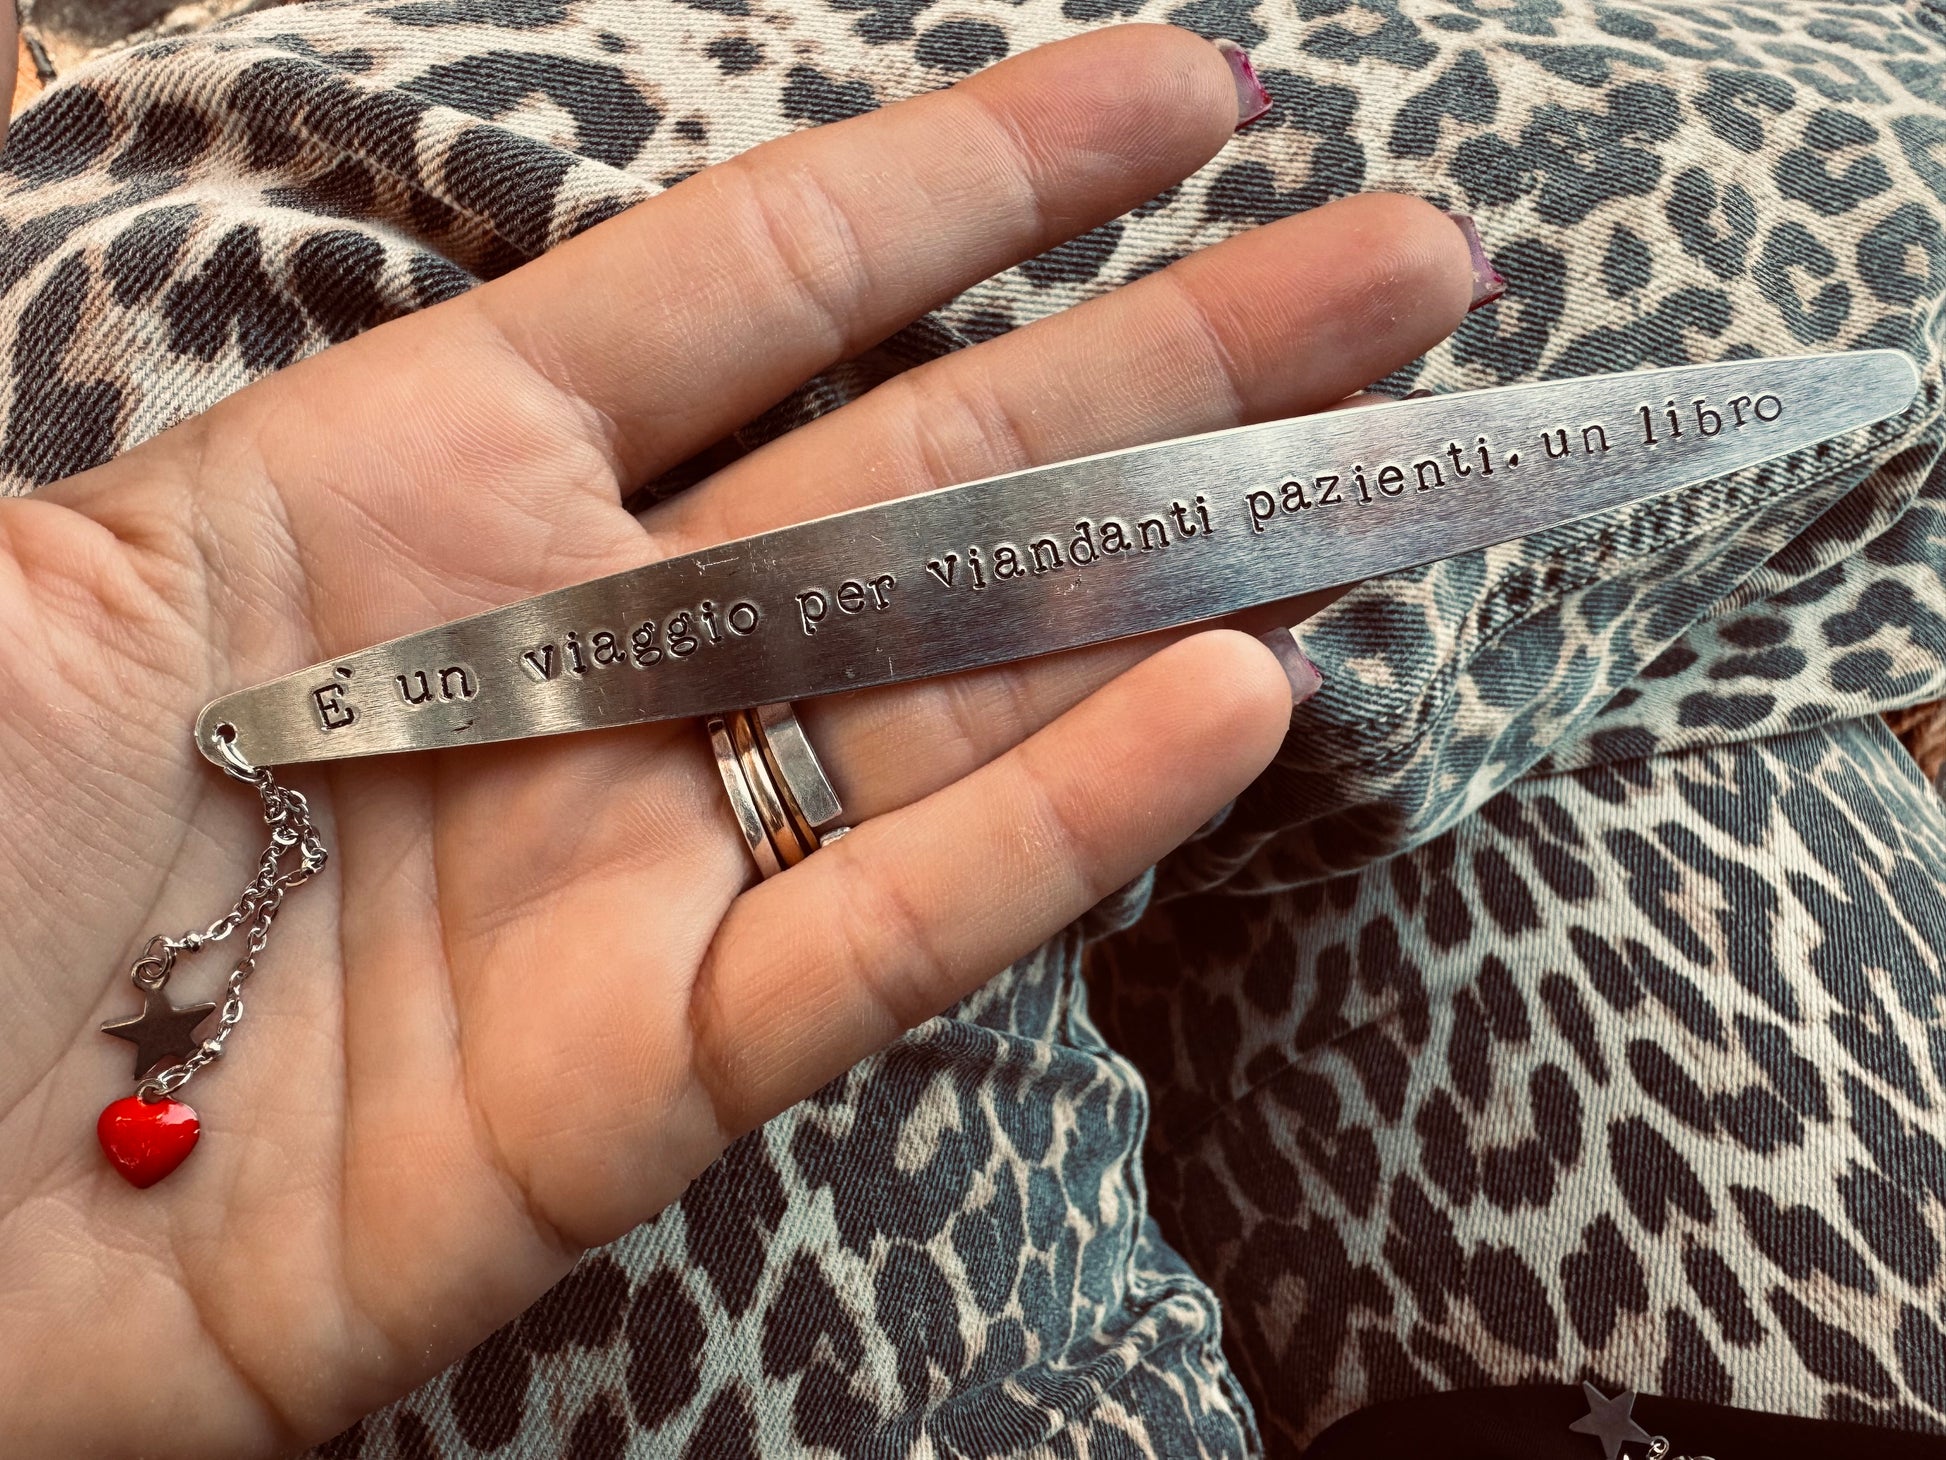 È un viaggio per viandanti pazienti. un libro